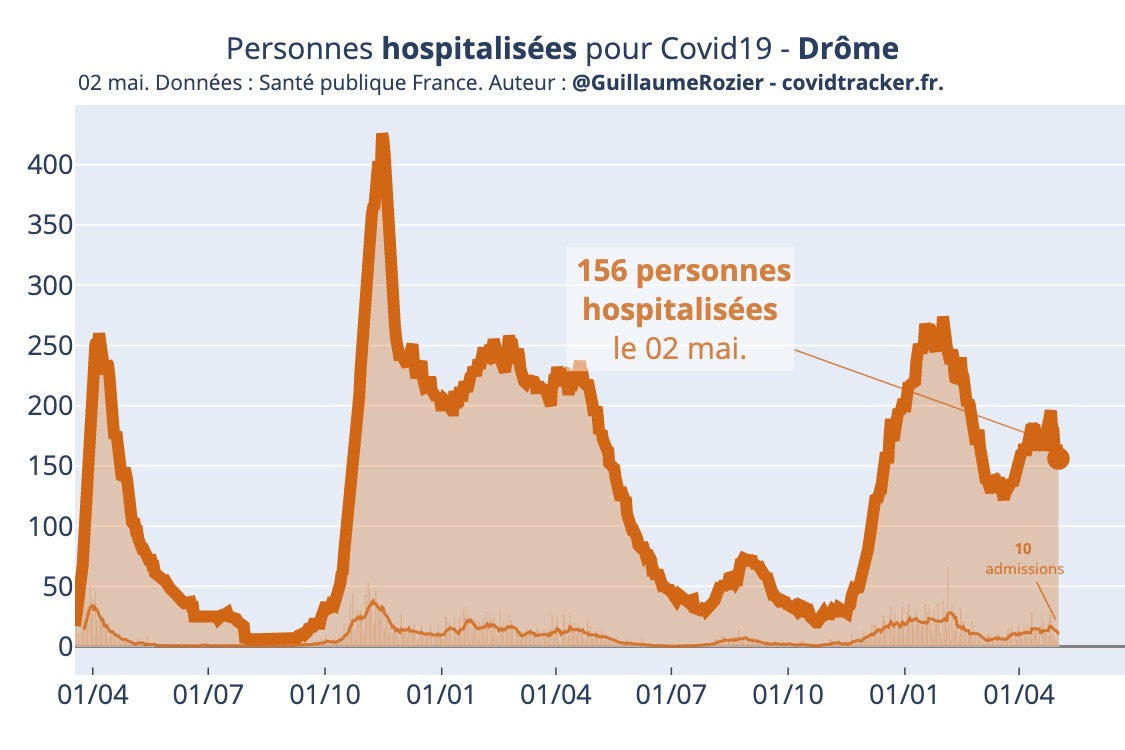 Personnes hospitalisées pour Covid19 - Drôme
02 mai. Données : Santé publique France. Auteur : @GuillaumeRozier - covidtracker.fr.
400
350
300
250
200
150
100
50
0
156 personnes
hospitalisées
le 02 mai.
10
admissions
01/04 01/07 01/10 01/01 01/04 01/07 01/10 01/01 01/04